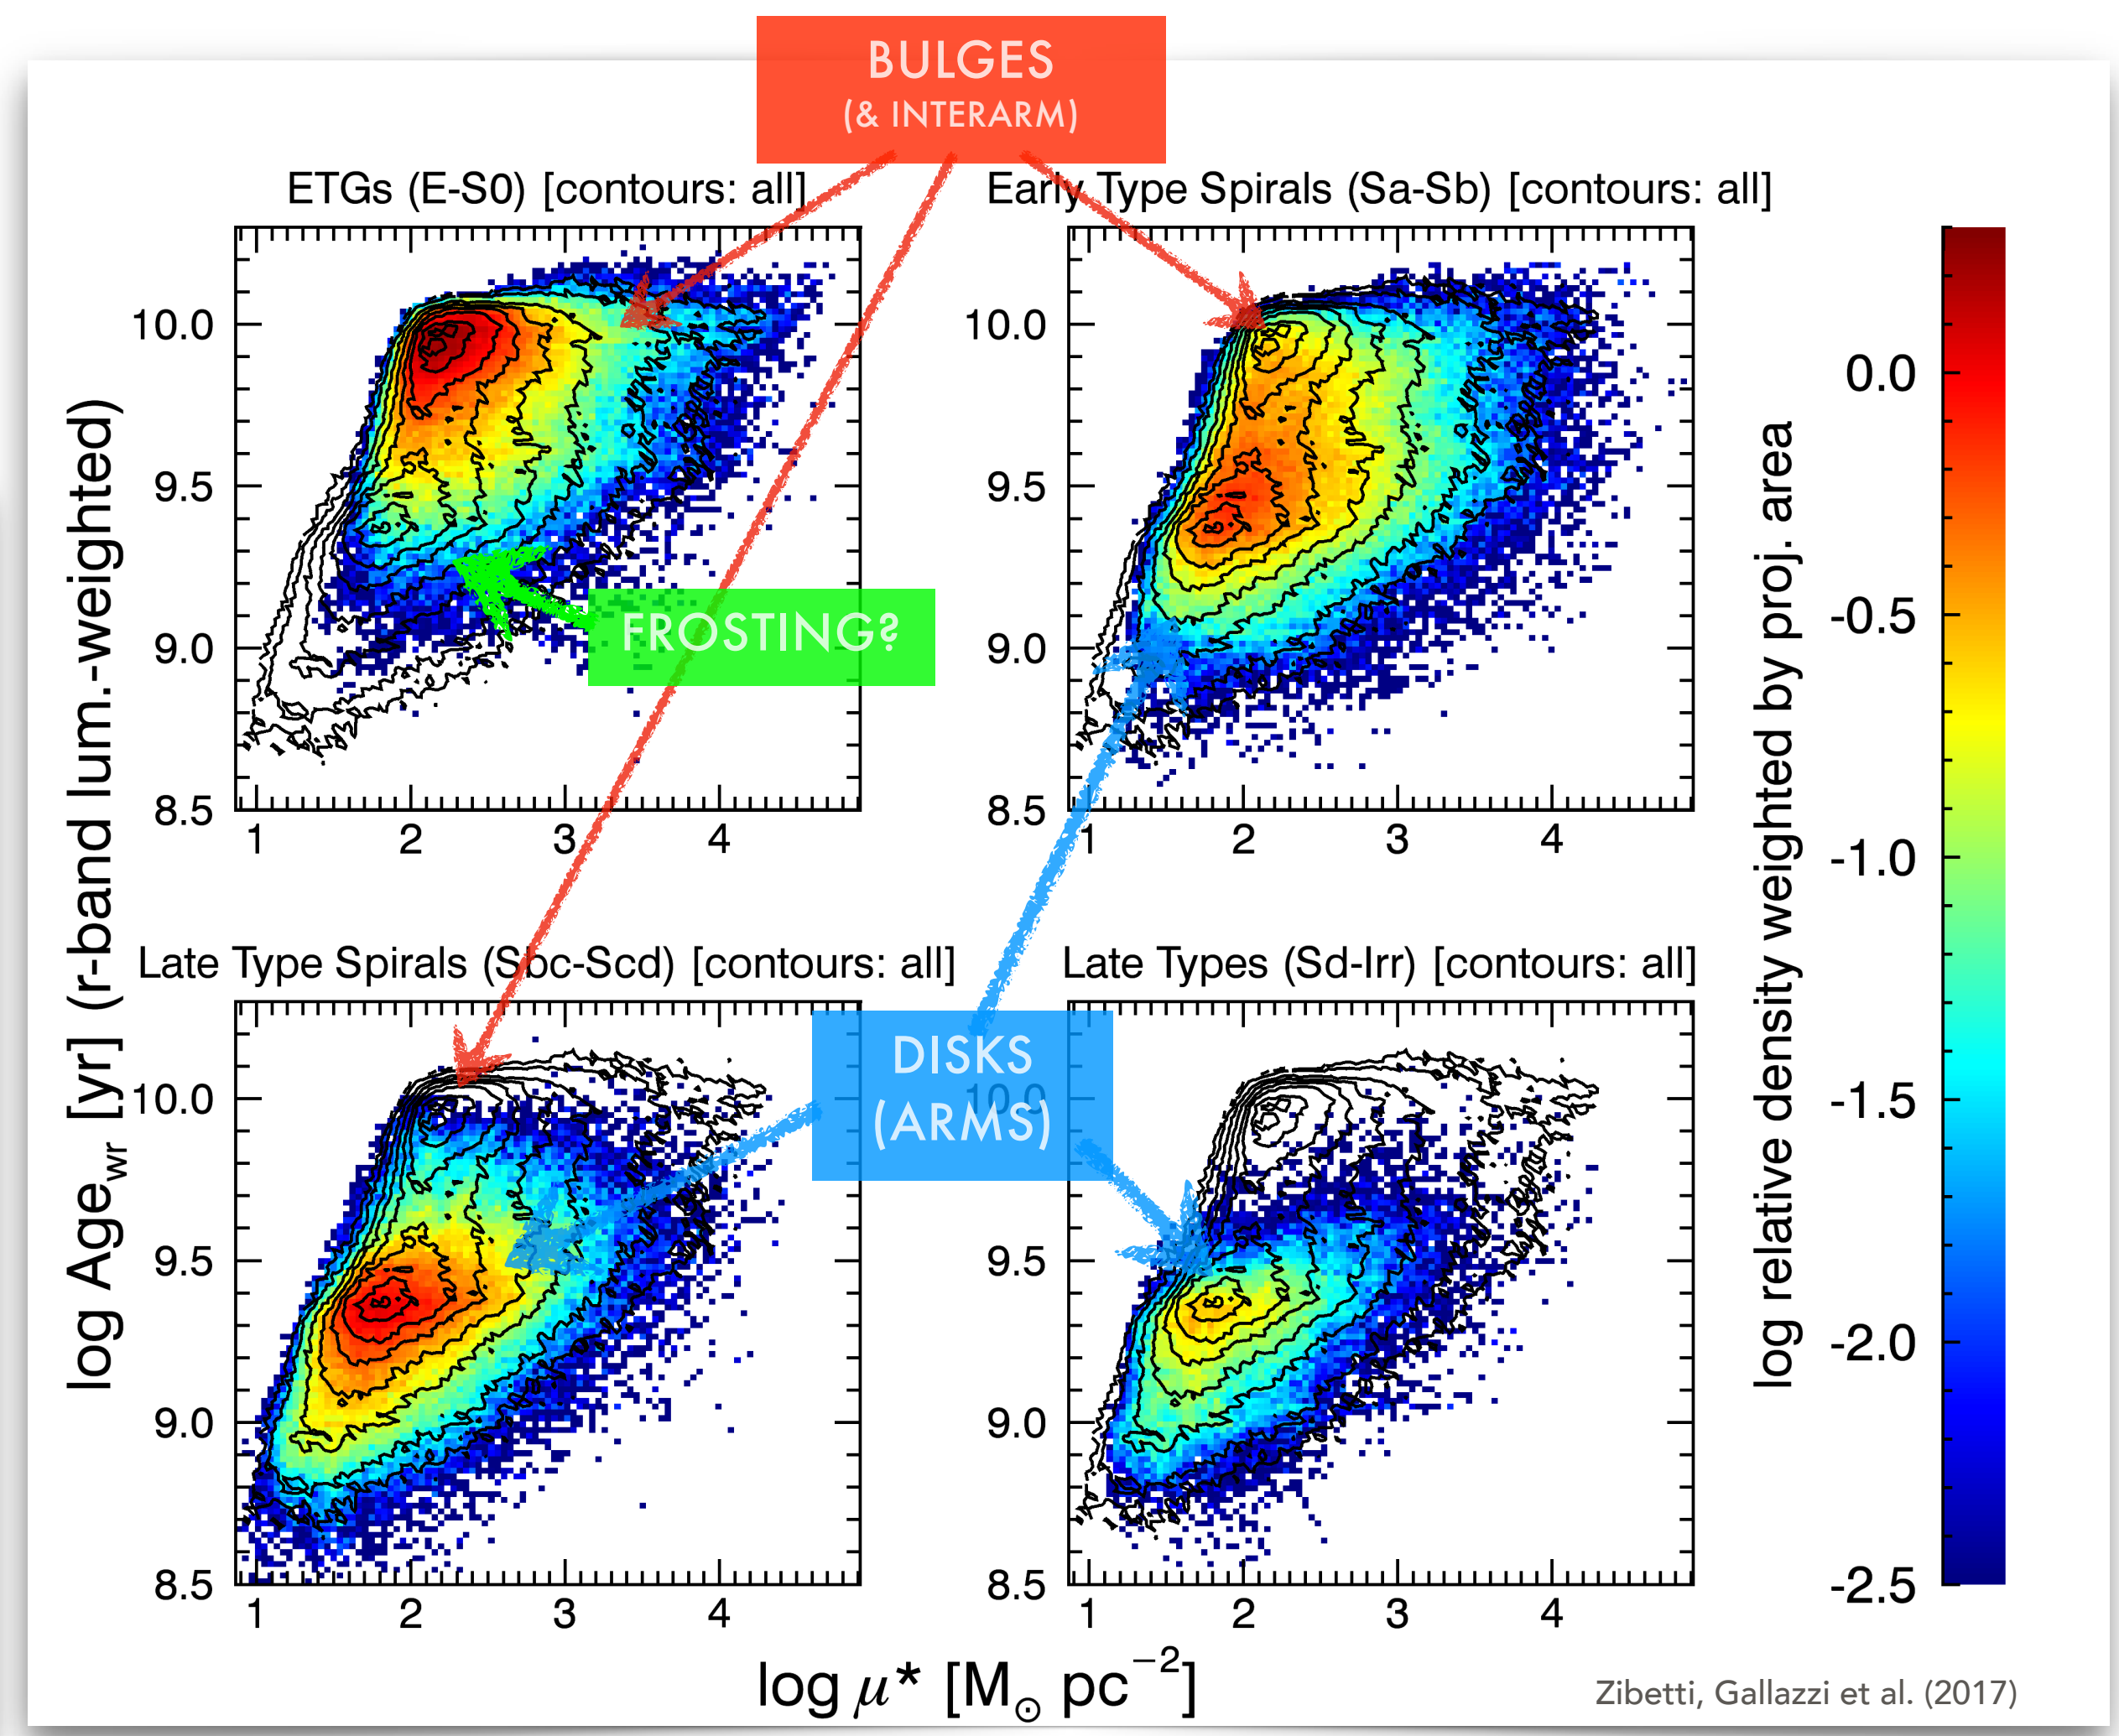 BULGES
(& INTERARM)
ETGs (E-S0) [contours: all]
Early Type Spirals (Sa-Sb) [contours: all]
10.0
9.5
9.0
8.5
1 2 3 4
10.0
9.5
9.0
8.5
1 2 3 4
FROSTING?
Late Type Spirals (Sbc-Scd) [contours: all]
Late Types (Sd-Irr) [contours: all]
10.0
9.5
9.0
8.5
1 2 3 4
DISKS
(ARMS)
10.0
9.5
9.0
8.5
1 2 3 4
log Age_wr [yr] (r-band lum.-weighted)
log μ* [M⊙ pc⁻²]
0.0
-0.5
-1.0
-1.5
-2.0
-2.5
log relative density weighted by proj. area
Zibetti, Gallazzi et al. (2017)